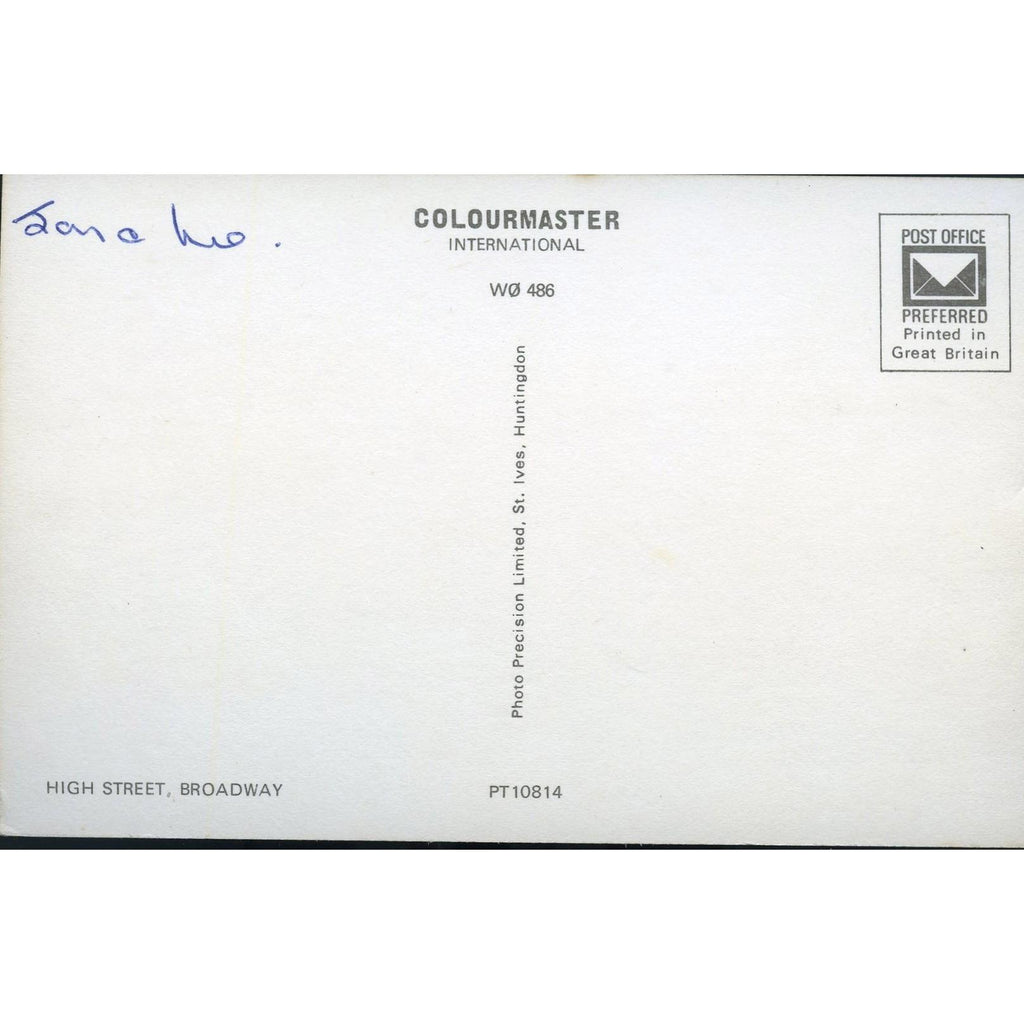 COLOURMASTER
INTERNATIONAL
WØ 486
POST OFFICE
PREFERRED
Printed in
Great Britain
Photo Precision Limited, St. Ives, Huntingdon
HIGH STREET, BROADWAY
PT10814